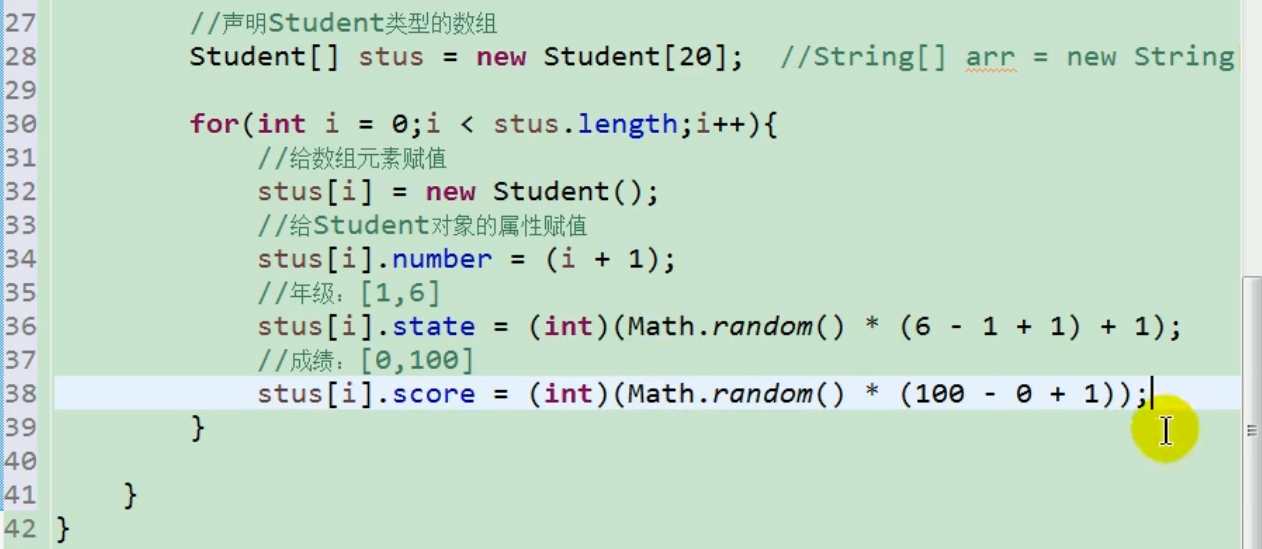 27 //声明Student类型的数组
28 Student[] stus = new Student[20]; //String[] arr = new String
29
30 for(int i = 0;i < stus.length;i++){
31 //给数组元素赋值
32 stus[i] = new Student();
33 //给Student对象的属性赋值
34 stus[i].number = (i + 1);
35 //年级：[1,6]
36 stus[i].state = (int)(Math.random() * (6 - 1 + 1) + 1);
37 //成绩：[0,100]
38 stus[i].score = (int)(Math.random() * (100 - 0 + 1));
39 }
40
41 }
42 }